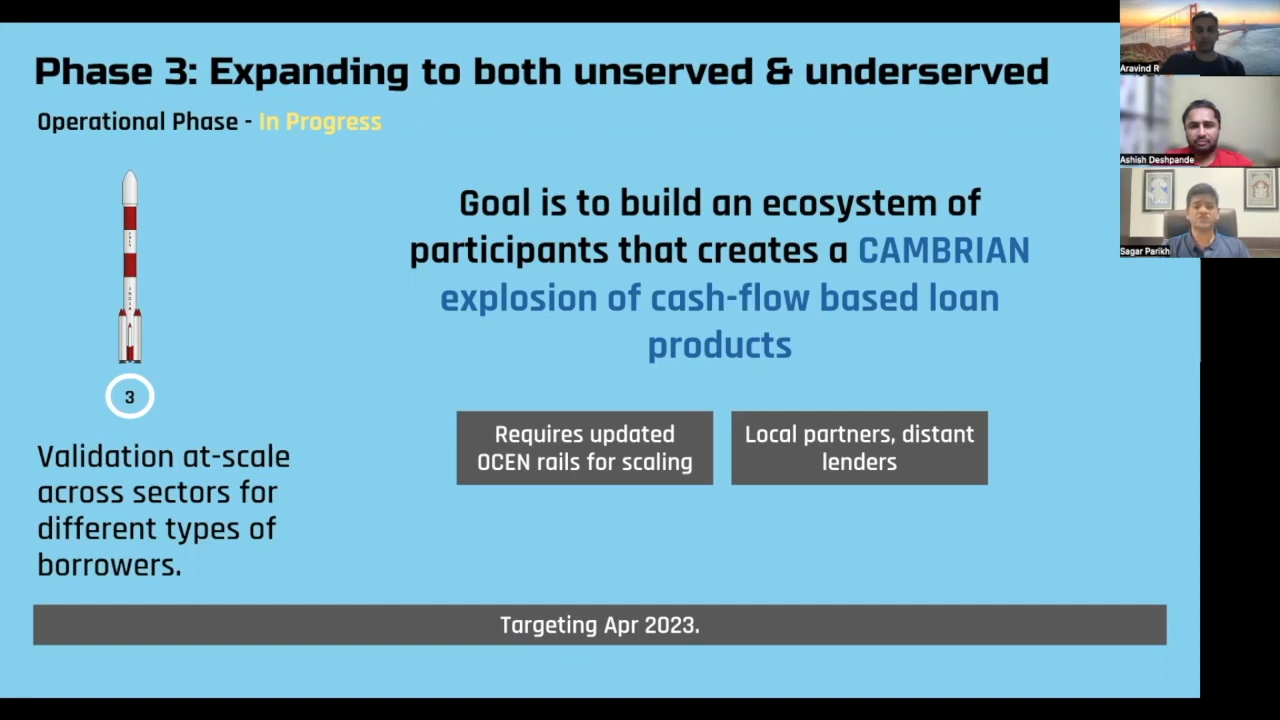 Phase 3: Expanding to both unserved & underserved
Operational Phase - In Progress
Goal is to build an ecosystem of
participants that creates a CAMBRIAN
explosion of cash-flow based loan
products
3
Validation at-scale
across sectors for
different types of
borrowers.
Requires updated
OCEN rails for scaling
Local partners, distant
lenders
Targeting Apr 2023.
Aravind R
Ashish Deshpande
Sagar Parikh